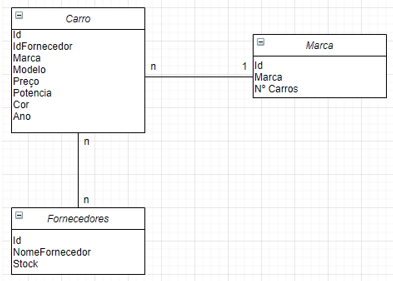 Carro
Id
IdFornecedor
Marca
Modelo
Preço
Potencia
Cor
Ano
n
1
Marca
Id
Marca
Nº Carros
n
n
Fornecedores
Id
NomeFornecedor
Stock